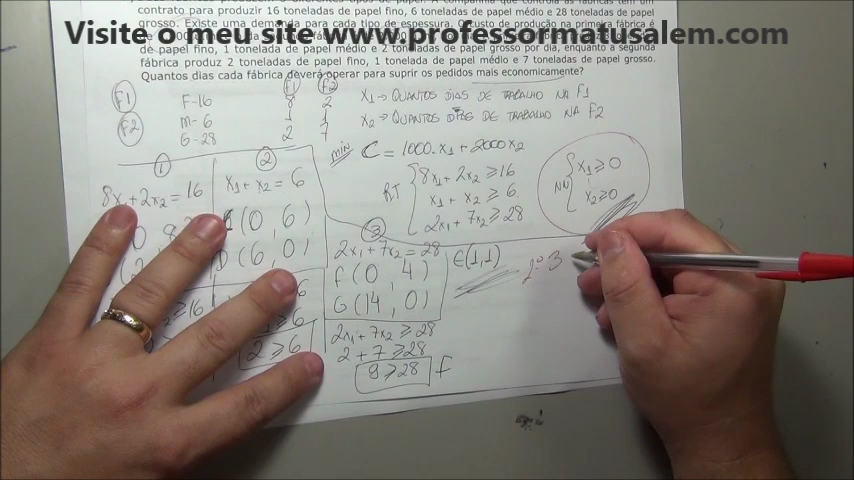 Visite o meu site www.professormatusalem.com
contrato para produzir 16 toneladas de papel fino, 6 toneladas de papel médio e 28 toneladas de papel
grosso. Existe uma demanda para cada tipo de espessura. O custo de produção na primeira fábrica é
de papel fino, 1 tonelada de papel médio e 2 toneladas de papel grosso por dia, enquanto a segunda
fábrica produz 2 toneladas de papel fino, 1 tonelada de papel médio e 7 toneladas de papel grosso.
Quantos dias cada fábrica deverá operar para suprir os pedidos mais economicamente?
F1 F2
F1 F-16 8 2
F2 M-6 1 1
G-28 2 7
X1 → QUANTOS DIAS DE TRABALHO NA F1
X2 → QUANTOS DIAS DE TRABALHO NA F2
MIN C = 1000.X1 + 2000X2
RT 8X1 + 2X2 ≥ 16
X1 + X2 ≥ 6
2X1 + 7X2 ≥ 28
NN X1 ≥ 0
X2 ≥ 0
1
8X1 + 2X2 = 16
2
X1 + X2 = 6
(0, 6)
(6, 0)
2 ≥ 6
3
2X1 + 7X2 = 28
F (0, 4)
G (14, 0)
2X1 + 7X2 ≥ 28
2 + 7 ≥ 28
9 ≥ 28 F
E(1,1)
J: 3